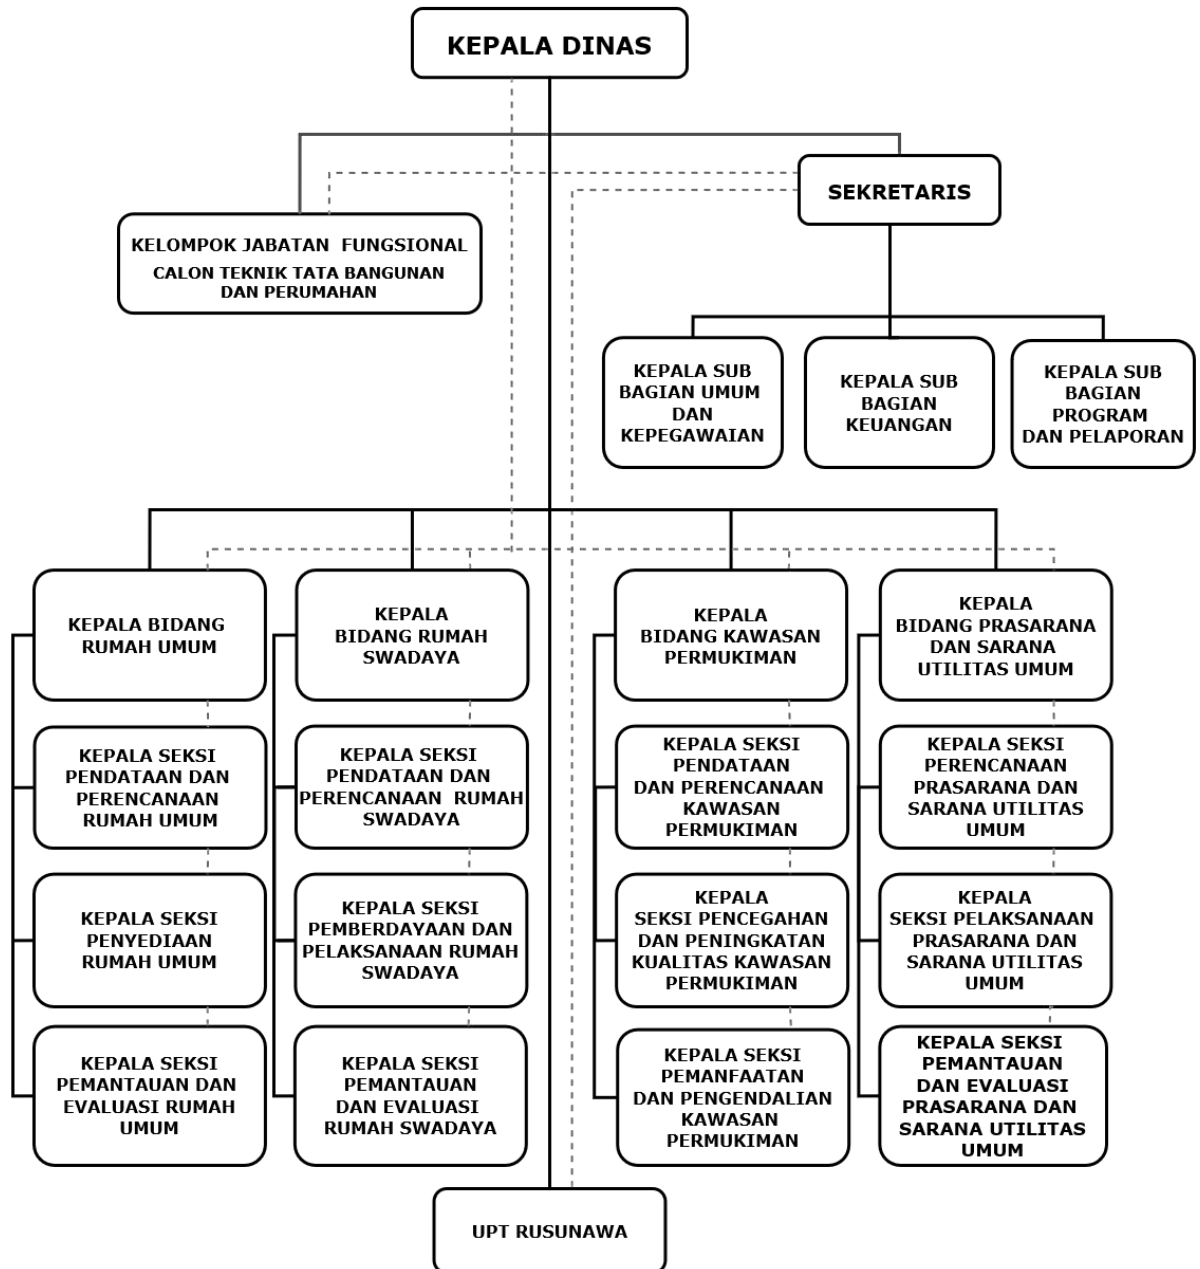 KEPALA DINAS
SEKRETARIS
KELOMPOK JABATAN FUNGSIONAL
CALON TEKNIK TATA BANGUNAN
DAN PERUMAHAN
KEPALA SUB
BAGIAN UMUM
DAN
KEPEGAWAIAN
KEPALA SUB
BAGIAN
KEUANGAN
KEPALA SUB
BAGIAN
PROGRAM
DAN PELAPORAN
KEPALA BIDANG
RUMAH UMUM
KEPALA
BIDANG RUMAH
SWADAYA
KEPALA
BIDANG KAWASAN
PERMUKIMAN
KEPALA
BIDANG PRASARANA
DAN SARANA
UTILITAS UMUM
KEPALA SEKSI
PENDATAAN DAN
PERENCANAAN
RUMAH UMUM
KEPALA SEKSI
PENDATAAN DAN
PERENCANAAN RUMAH
SWADAYA
KEPALA SEKSI
PENDATAAN
DAN PERENCANAAN
KAWASAN
PERMUKIMAN
KEPALA SEKSI
PERENCANAAN
PRASARANA DAN
SARANA UTILITAS
UMUM
KEPALA SEKSI
PENYEDIAAN
RUMAH UMUM
KEPALA SEKSI
PEMBERDAYAAN DAN
PELAKSANAAN RUMAH
SWADAYA
KEPALA
SEKSI PENCEGAHAN
DAN PENINGKATAN
KUALITAS KAWASAN
PERMUKIMAN
KEPALA
SEKSI PELAKSANAAN
PRASARANA DAN
SARANA UTILITAS
UMUM
KEPALA SEKSI
PEMANTAUAN DAN
EVALUASI RUMAH
UMUM
KEPALA SEKSI
PEMANTAUAN
DAN EVALUASI
RUMAH SWADAYA
KEPALA SEKSI
PEMANFAATAN
DAN PENGENDALIAN
KAWASAN
PERMUKIMAN
KEPALA SEKSI
PEMANTAUAN
DAN EVALUASI
PRASARANA DAN
SARANA UTILITAS
UMUM
UPT RUSUNAWA